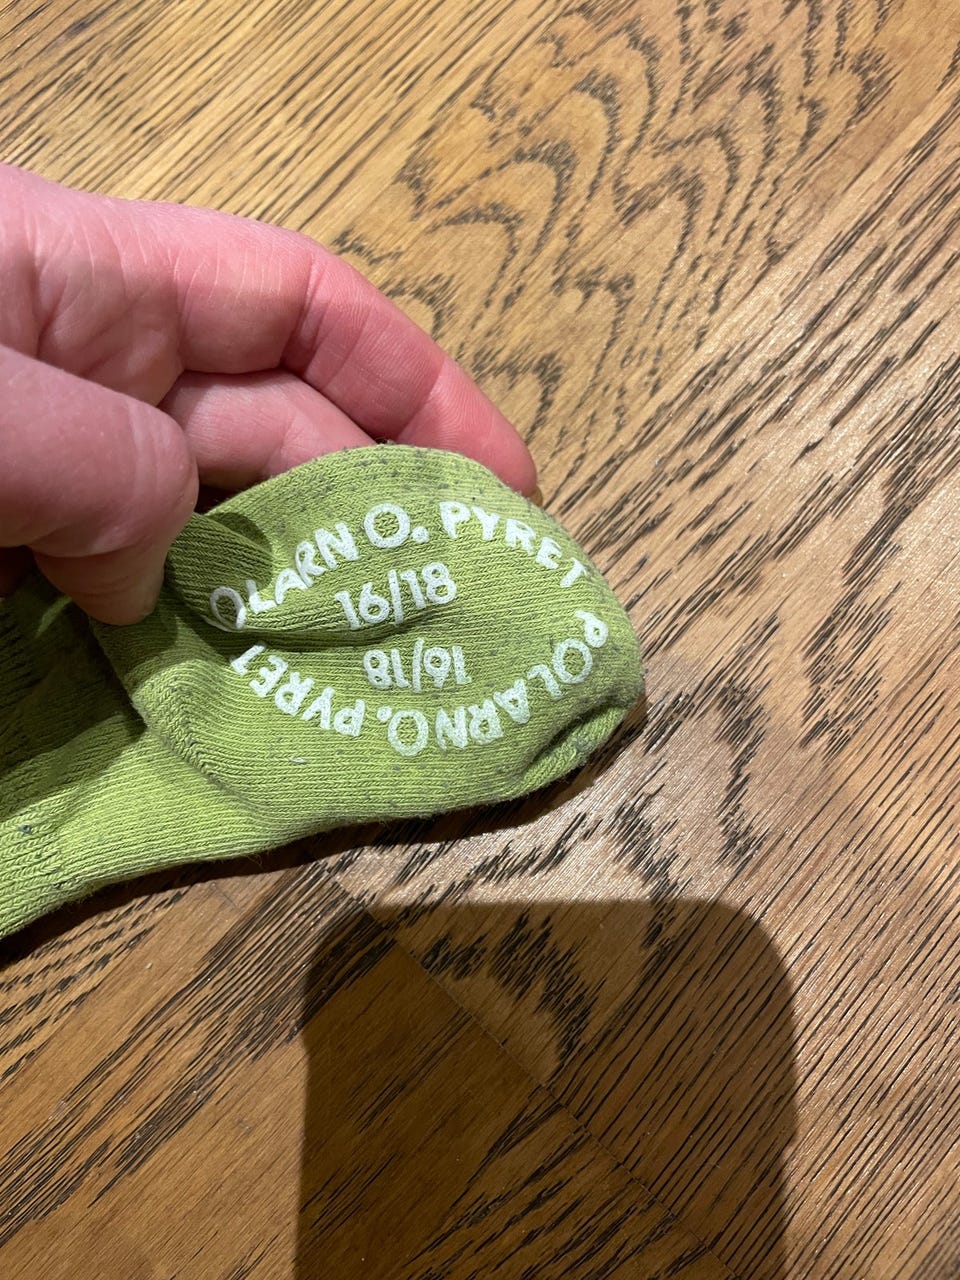 OLARN O. PYRET
16/18
16/18
POLARN O. PYRET